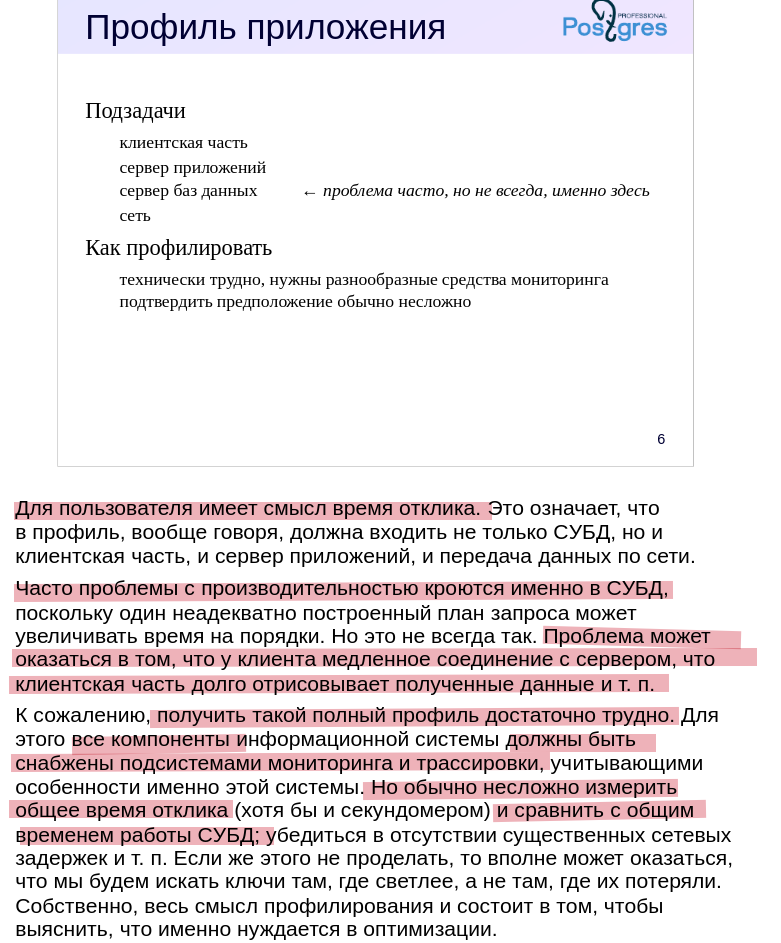 Профиль приложения
PROFESSIONAL
Postgres
Подзадачи
клиентская часть
сервер приложений
сервер баз данных ← проблема часто, но не всегда, именно здесь
сеть
Как профилировать
технически трудно, нужны разнообразные средства мониторинга
подтвердить предположение обычно несложно
6
Для пользователя имеет смысл время отклика. Это означает, что
в профиль, вообще говоря, должна входить не только СУБД, но и
клиентская часть, и сервер приложений, и передача данных по сети.
Часто проблемы с производительностью кроются именно в СУБД,
поскольку один неадекватно построенный план запроса может
увеличивать время на порядки. Но это не всегда так. Проблема может
оказаться в том, что у клиента медленное соединение с сервером, что
клиентская часть долго отрисовывает полученные данные и т. п.
К сожалению, получить такой полный профиль достаточно трудно. Для
этого все компоненты информационной системы должны быть
снабжены подсистемами мониторинга и трассировки, учитывающими
особенности именно этой системы. Но обычно несложно измерить
общее время отклика (хотя бы и секундомером) и сравнить с общим
временем работы СУБД; убедиться в отсутствии существенных сетевых
задержек и т. п. Если же этого не проделать, то вполне может оказаться,
что мы будем искать ключи там, где светлее, а не там, где их потеряли.
Собственно, весь смысл профилирования и состоит в том, чтобы
выяснить, что именно нуждается в оптимизации.